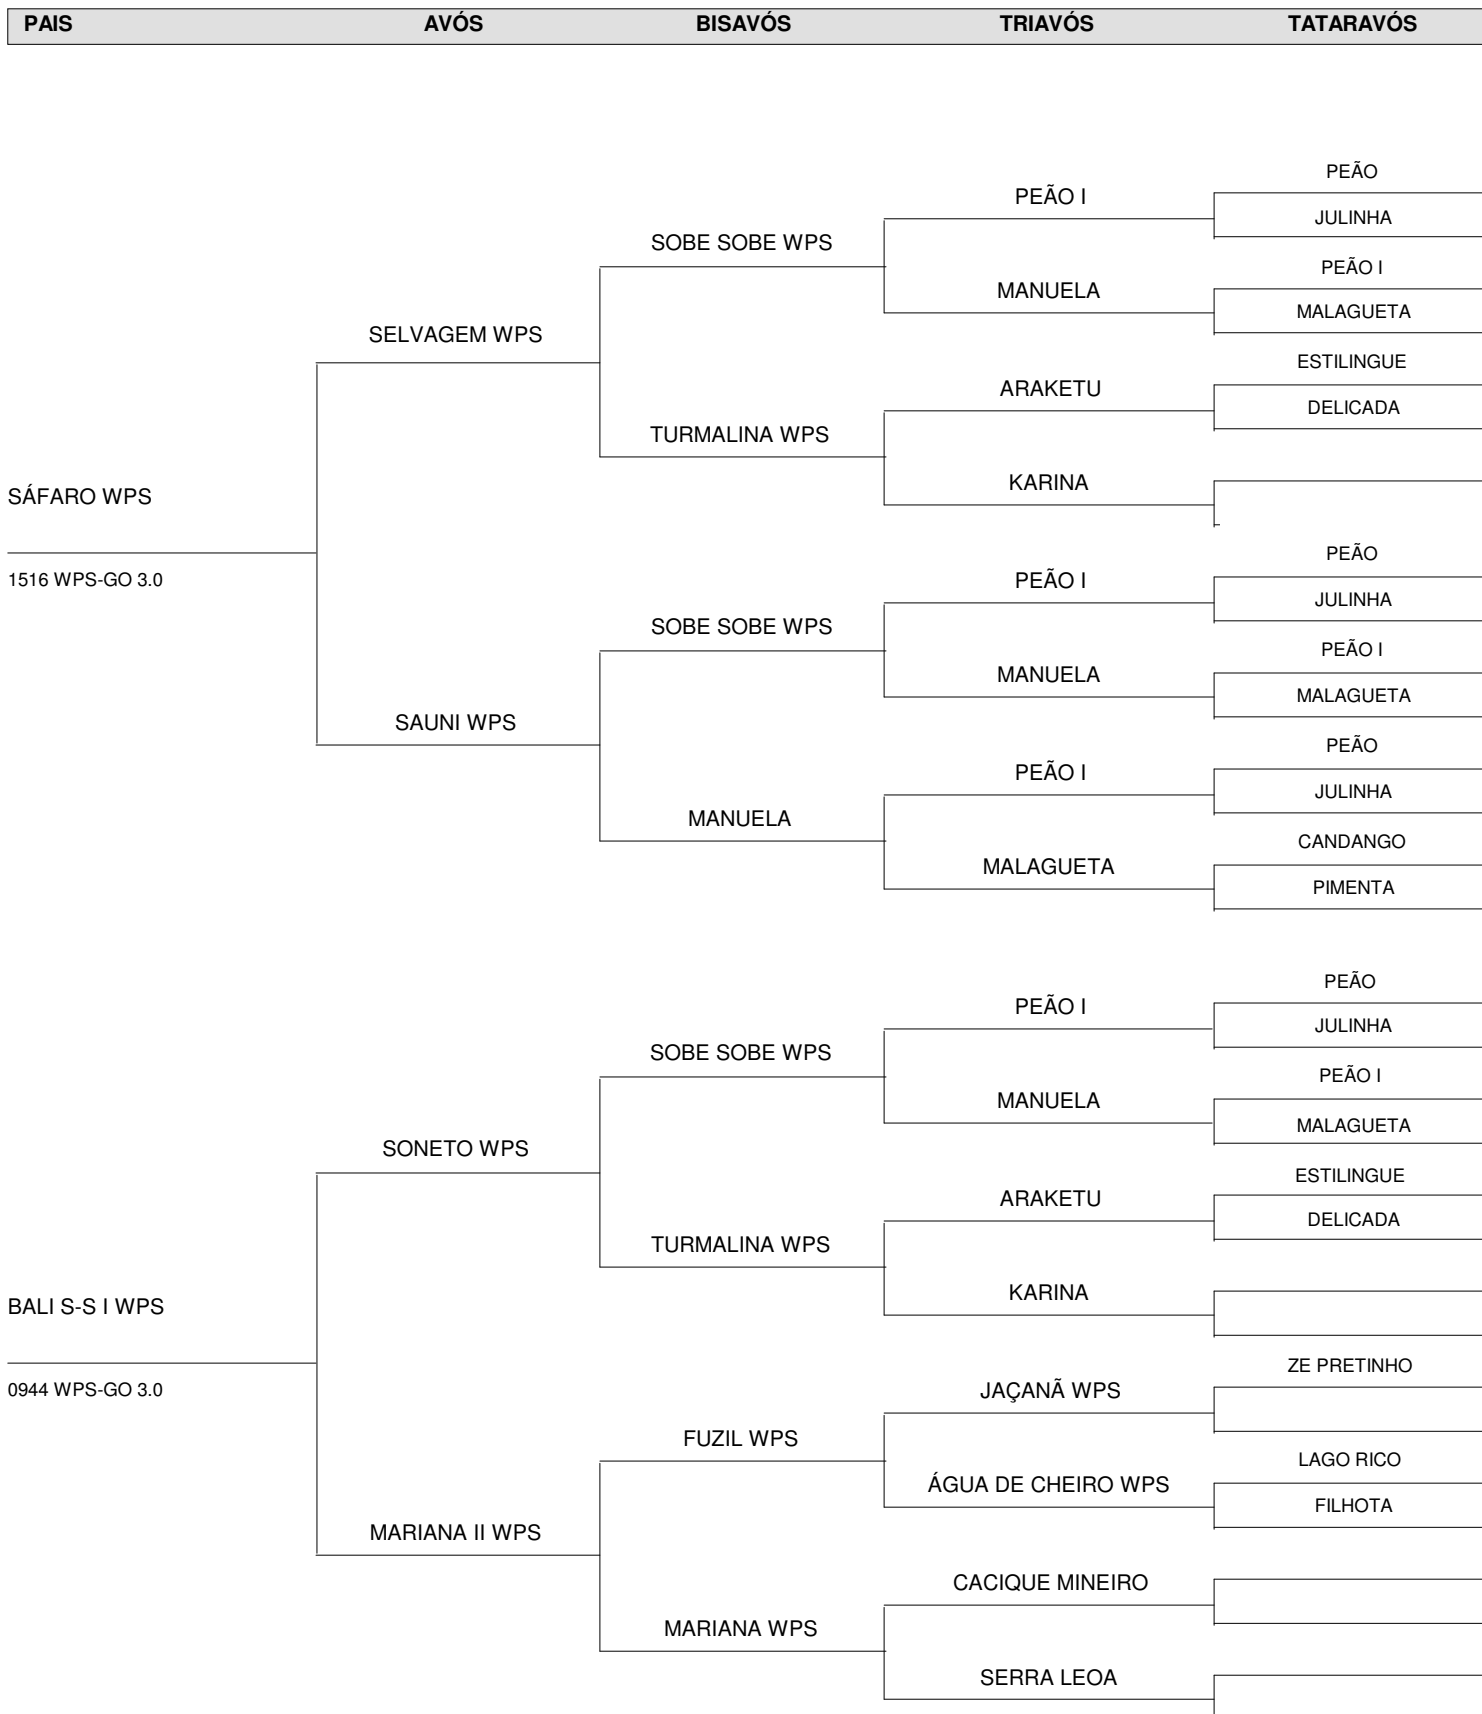 PAIS AVÓS BISAVÓS TRIAVÓS TATARAVÓS
PEÃO
PEÃO I
JULINHA
SOBE SOBE WPS
PEÃO I
MANUELA
MALAGUETA
SELVAGEM WPS
ESTILINGUE
ARAKETU
DELICADA
TURMALINA WPS
KARINA
SÁFARO WPS
PEÃO
1516 WPS-GO 3.0
PEÃO I
JULINHA
SOBE SOBE WPS
PEÃO I
MANUELA
MALAGUETA
SAUNI WPS
PEÃO
PEÃO I
JULINHA
MANUELA
CANDANGO
MALAGUETA
PIMENTA
PEÃO
PEÃO I
JULINHA
SOBE SOBE WPS
PEÃO I
MANUELA
MALAGUETA
SONETO WPS
ESTILINGUE
ARAKETU
DELICADA
TURMALINA WPS
KARINA
BALI S-S I WPS
ZE PRETINHO
0944 WPS-GO 3.0
JAÇANÃ WPS
FUZIL WPS
LAGO RICO
ÁGUA DE CHEIRO WPS
FILHOTA
MARIANA II WPS
CACIQUE MINEIRO
MARIANA WPS
SERRA LEOA